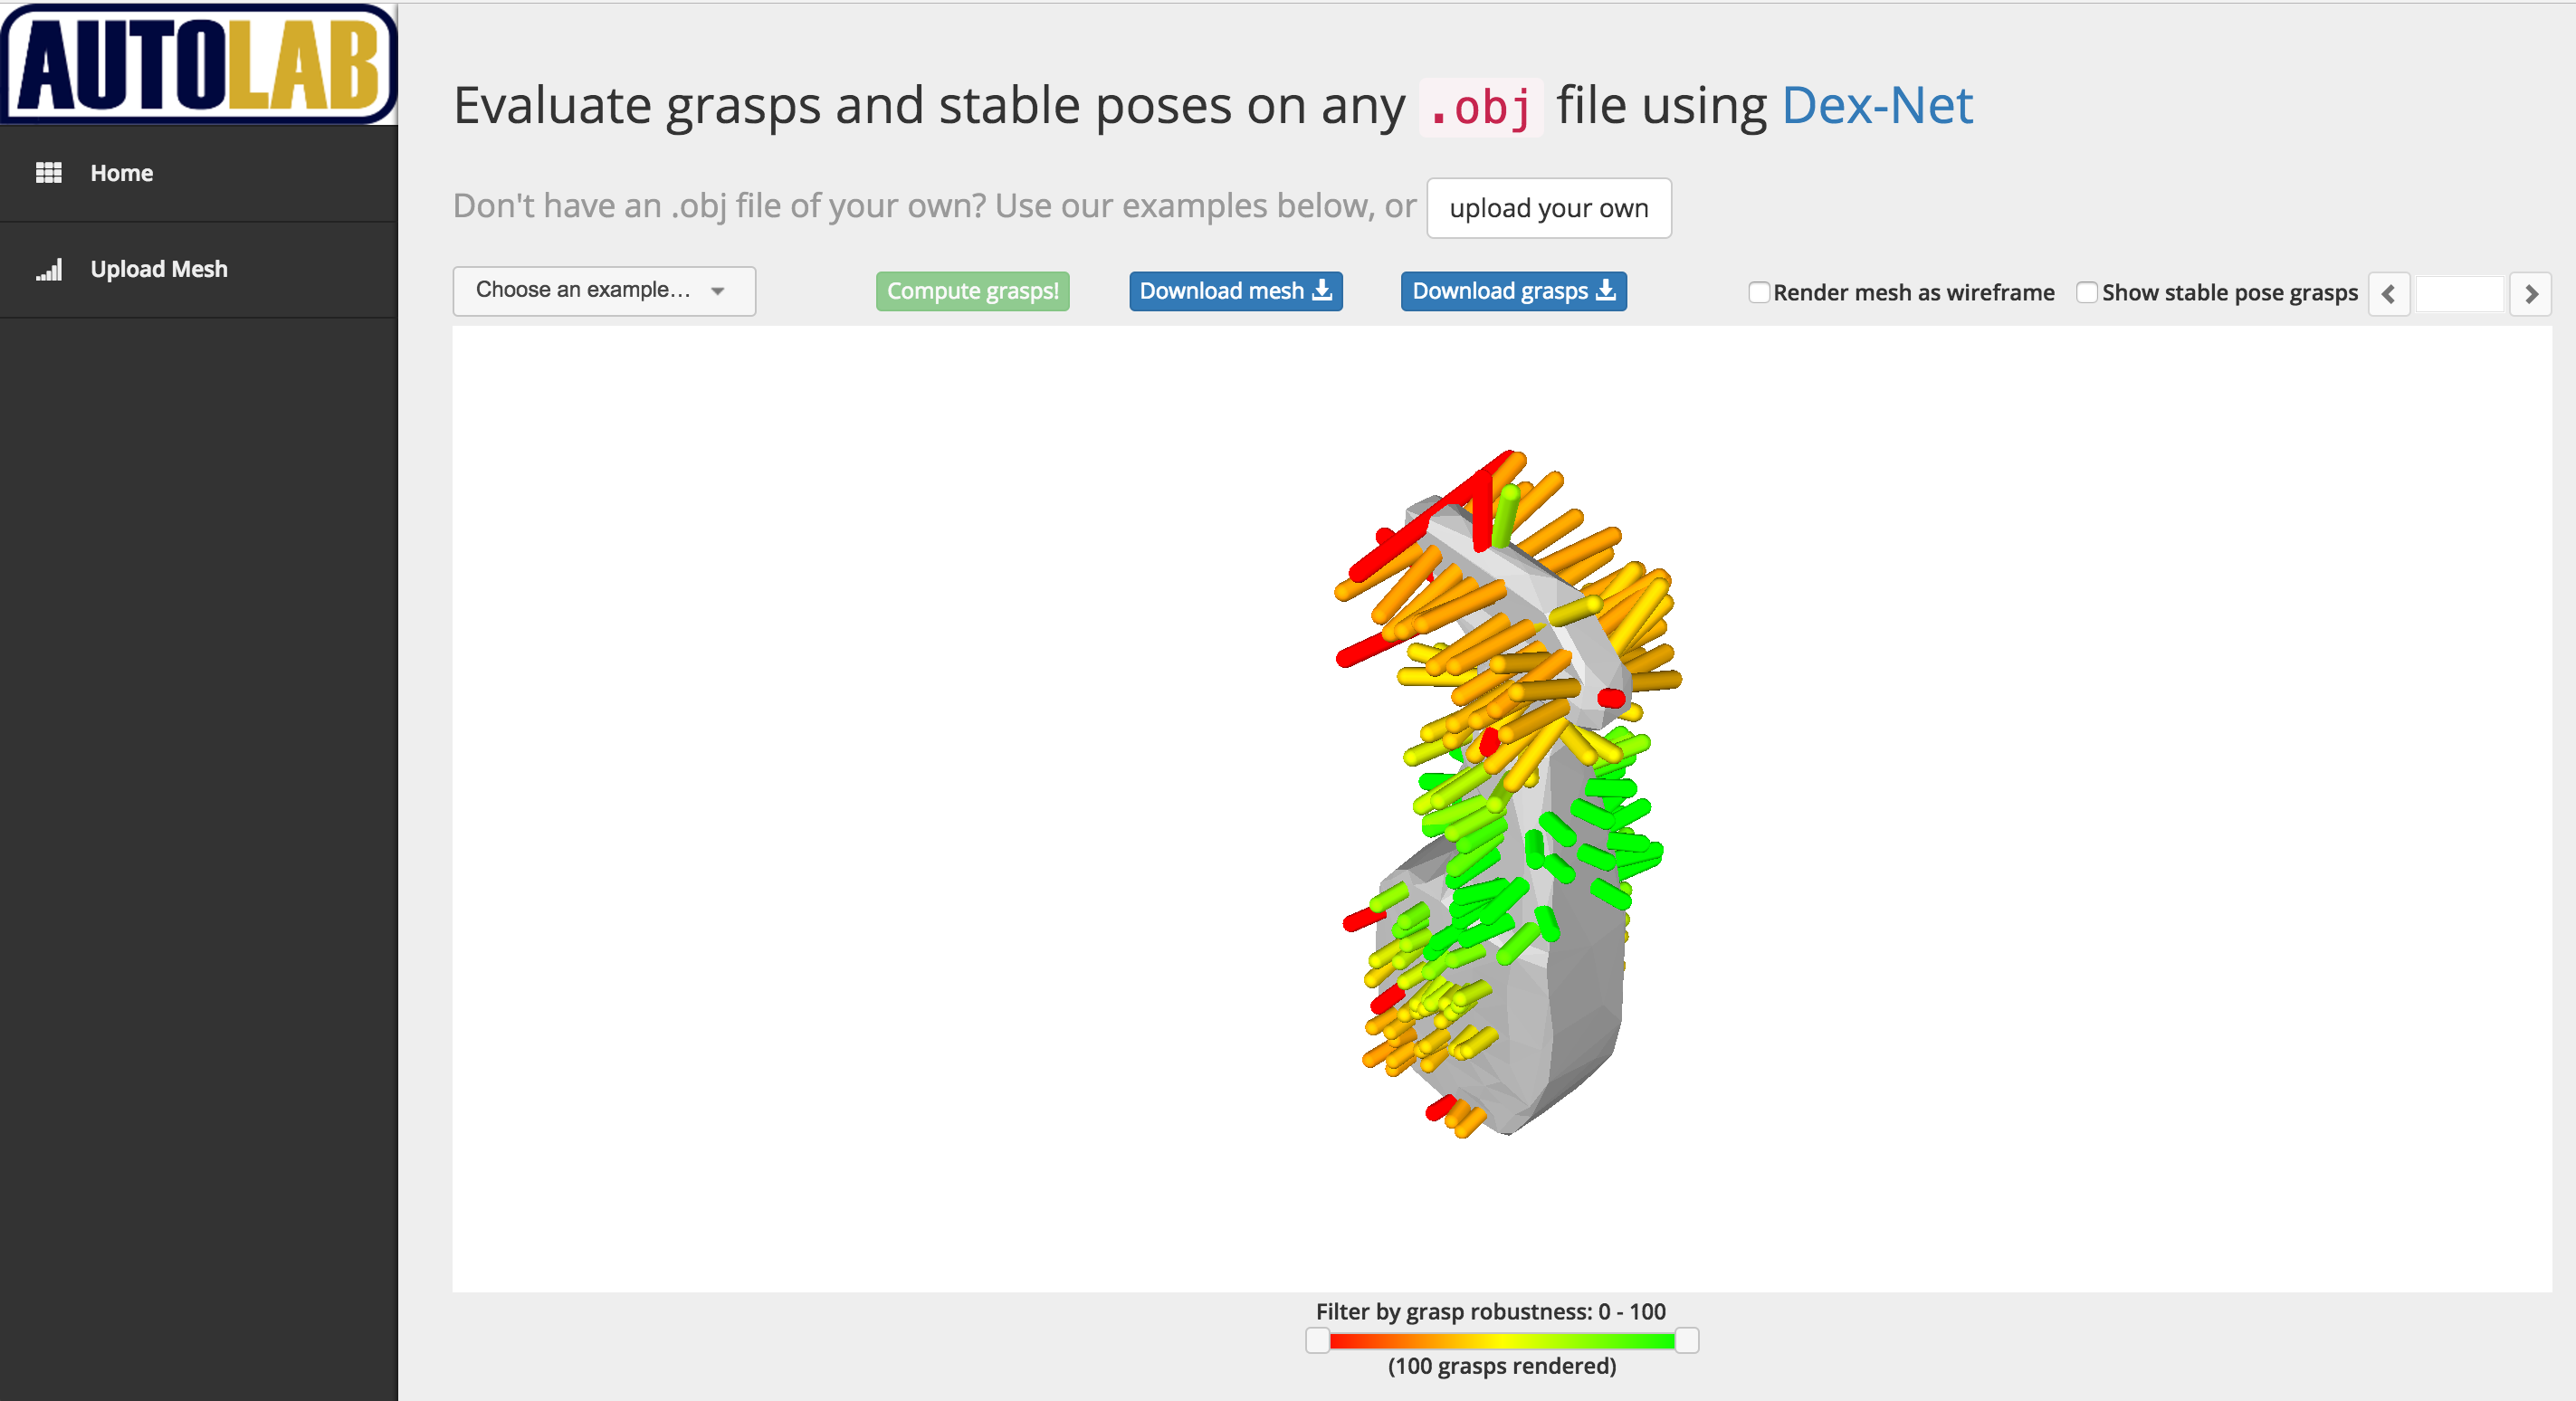 AUTOLAB
Home
Upload Mesh
Evaluate grasps and stable poses on any .obj file using Dex-Net
Don't have an .obj file of your own? Use our examples below, or upload your own
Choose an example... Compute grasps! Download mesh Download grasps Render mesh as wireframe Show stable pose grasps
Filter by grasp robustness: 0 - 100
(100 grasps rendered)